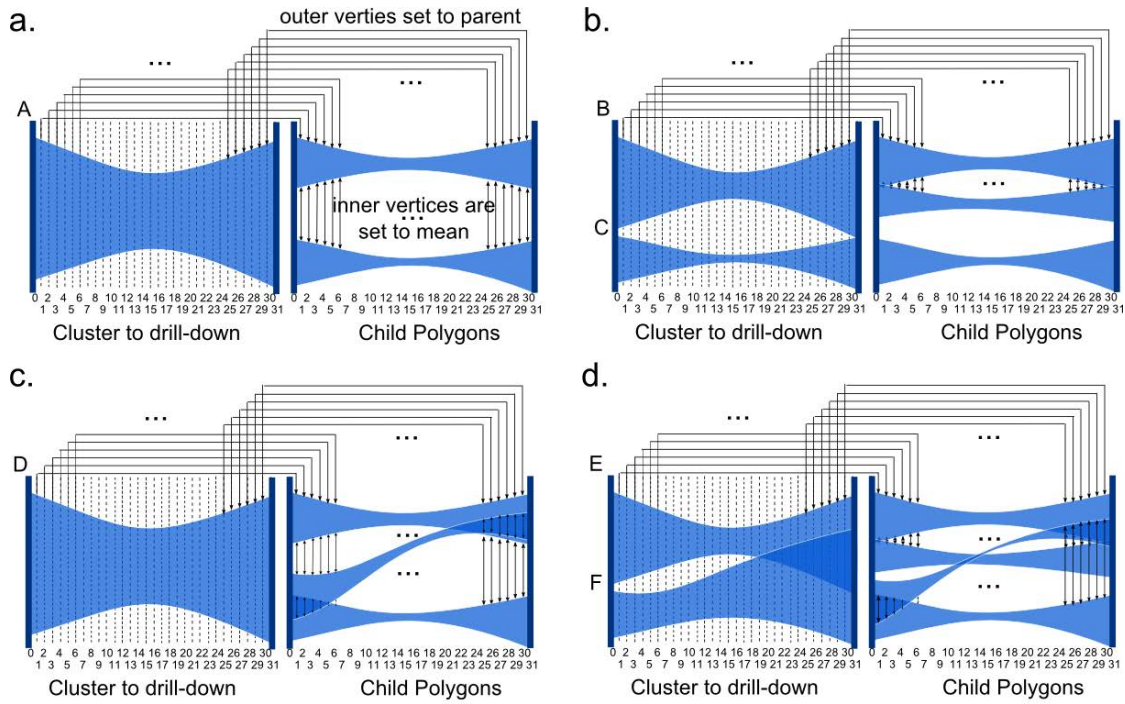 a.
outer verties set to parent
...
...
A
inner vertices are
...
set to mean
0 2 4 6 8 10 12 14 16 18 20 22 24 26 28 30
1 3 5 7 9 11 13 15 17 19 21 23 25 27 29 31
0 2 4 6 8 10 12 14 16 18 20 22 24 26 28 30
1 3 5 7 9 11 13 15 17 19 21 23 25 27 29 31
Cluster to drill-down
Child Polygons
b.
...
...
B
...
C
0 2 4 6 8 10 12 14 16 18 20 22 24 26 28 30
1 3 5 7 9 11 13 15 17 19 21 23 25 27 29 31
0 2 4 6 8 10 12 14 16 18 20 22 24 26 28 30
1 3 5 7 9 11 13 15 17 19 21 23 25 27 29 31
Cluster to drill-down
Child Polygons
c.
...
...
D
...
...
0 2 4 6 8 10 12 14 16 18 20 22 24 26 28 30
1 3 5 7 9 11 13 15 17 19 21 23 25 27 29 31
0 2 4 6 8 10 12 14 16 18 20 22 24 26 28 30
1 3 5 7 9 11 13 15 17 19 21 23 25 27 29 31
Cluster to drill-down
Child Polygons
d.
...
...
E
...
F
...
0 2 4 6 8 10 12 14 16 18 20 22 24 26 28 30
1 3 5 7 9 11 13 15 17 19 21 23 25 27 29 31
0 2 4 6 8 10 12 14 16 18 20 22 24 26 28 30
1 3 5 7 9 11 13 15 17 19 21 23 25 27 29 31
Cluster to drill-down
Child Polygons